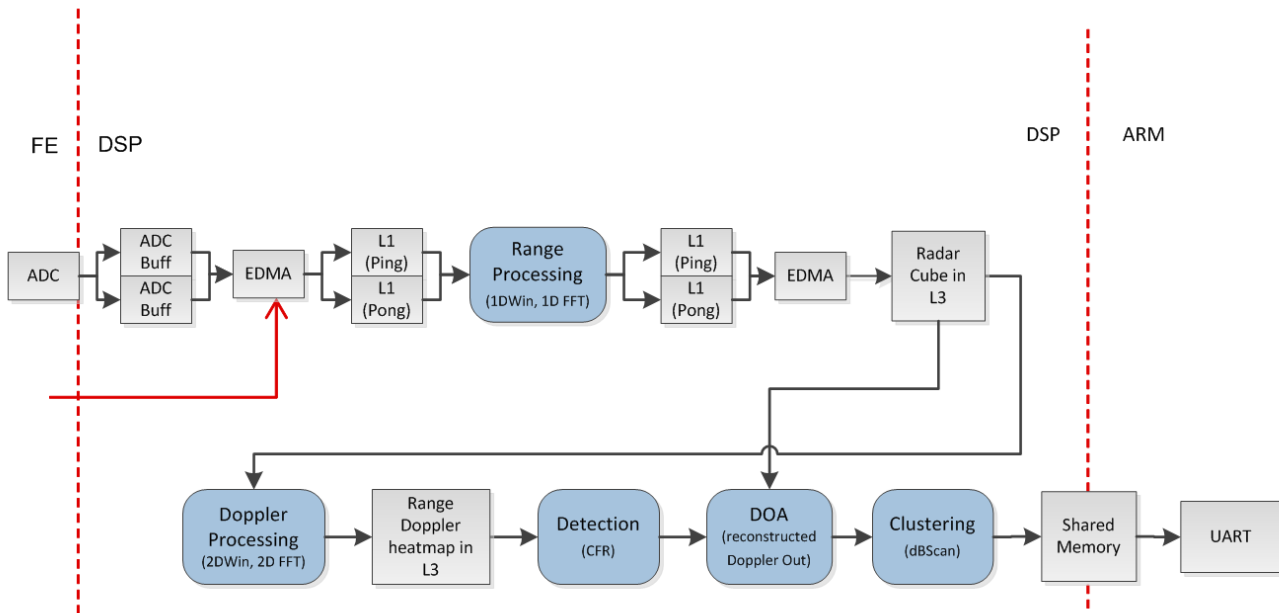 FE
DSP
DSP
ARM
ADC
ADC
Buff
ADC
Buff
EDMA
L1
(Ping)
L1
(Pong)
Range
Processing
(1DWin, 1D FFT)
L1
(Ping)
L1
(Pong)
EDMA
Radar
Cube in
L3
Doppler
Processing
(2DWin, 2D FFT)
Range
Doppler
heatmap in
L3
Detection
(CFR)
DOA
(reconstructed
Doppler Out)
Clustering
(dBScan)
Shared
Memory
UART